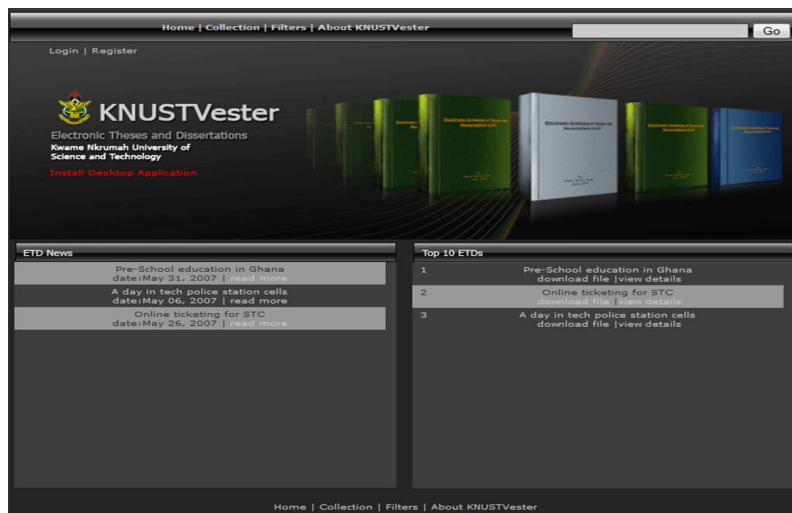 Home | Collection | Filters | About KNUSTVester
Go
Login | Register
KNUSTVester
Electronic Theses and Dissertations
Kwame Nkrumah University of
Science and Technology
Install Desktop Application
ETD News
Pre-School education in Ghana
date:May 31, 2007 | read more
A day in tech police station cells
date:May 06, 2007 | read more
Online ticketing for STC
date:May 26, 2007 | read more
Top 10 ETDs
1
Pre-School education in Ghana
download file |view details
2
Online ticketing for STC
download file |view details
3
A day in tech police station cells
download file |view details
Home | Collection | Filters | About KNUSTVester